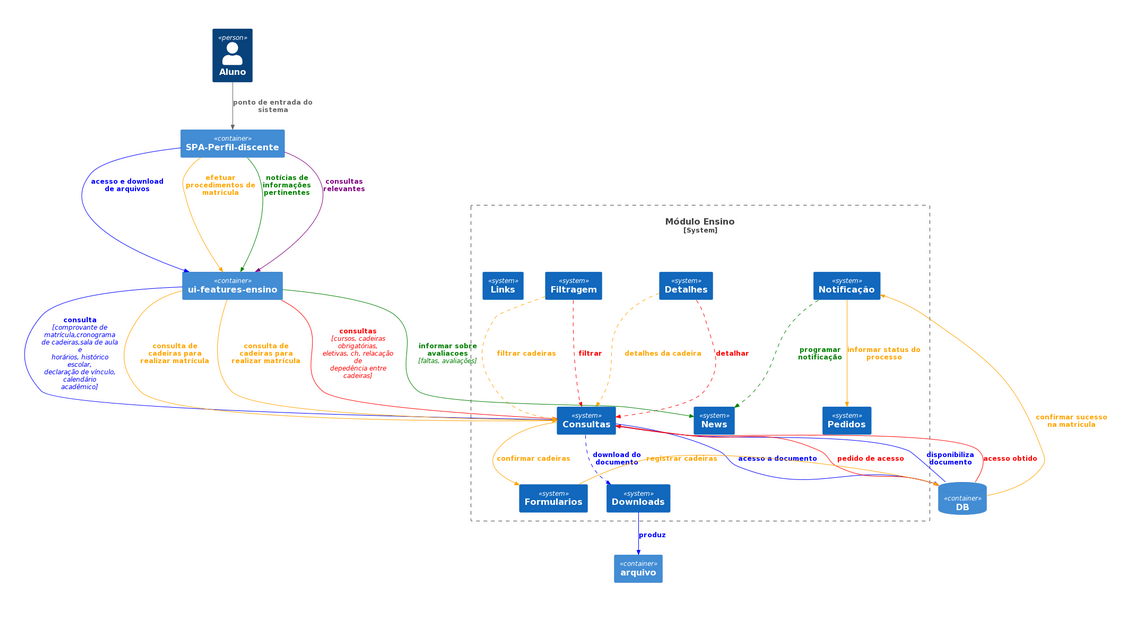 «person»
Aluno
ponto de entrada do
sistema
«container»
SPA-Perfil-discente
acesso e download
de arquivos
efetuar
procedimentos de
matrícula
notícias de
informações
pertinentes
consultas
relevantes
Módulo Ensino
[System]
«container»
ui-features-ensino
«system»
Links
«system»
Filtragem
«system»
Detalhes
«system»
Notificação
consulta
[comprovante de
matrícula,cronograma
de cadeiras,sala de aula
e
horários, histórico
escolar,
declaração de vínculo,
calendário
acadêmico]
consulta de
cadeiras para
realizar matrícula
consulta de
cadeiras para
realizar matrícula
consultas
[cursos, cadeiras
obrigatórias,
eletivas, ch, relacação
de
depedência entre
cadeiras]
informar sobre
avaliacoes
[faltas, avaliações]
filtrar cadeiras
filtrar
detalhes da cadeira
detalhar
programar
notificação
informar status do
processo
confirmar sucesso
na matrícula
«system»
Consultas
«system»
News
«system»
Pedidos
confirmar cadeiras
download do
documento
registrar cadeiras
acesso a documento
pedido de acesso
disponibiliza
documento
acesso obtido
«system»
Formularios
«system»
Downloads
«container»
DB
produz
«container»
arquivo